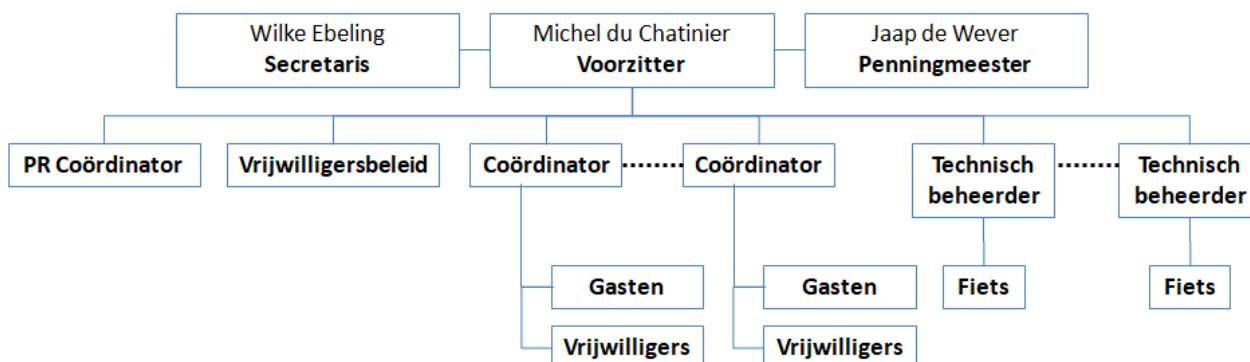 Wilke Ebeling
Secretaris
Michel du Chatinier
Voorzitter
Jaap de Wever
Penningmeester
PR Coördinator
Vrijwilligersbeleid
Coördinator
Coördinator
Technisch
beheerder
Technisch
beheerder
Gasten
Vrijwilligers
Gasten
Vrijwilligers
Fiets
Fiets